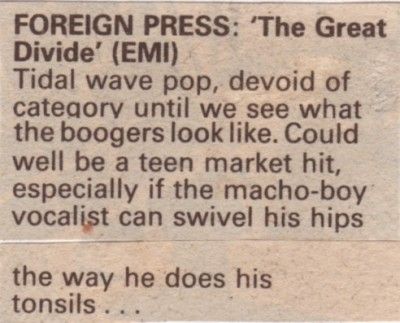 FOREIGN PRESS: ‘The Great
Divide’ (EMI)
Tidal wave pop, devoid of
category until we see what
the boogers look like. Could
well be a teen market hit,
especially if the macho-boy
vocalist can swivel his hips
the way he does his
tonsils . . .